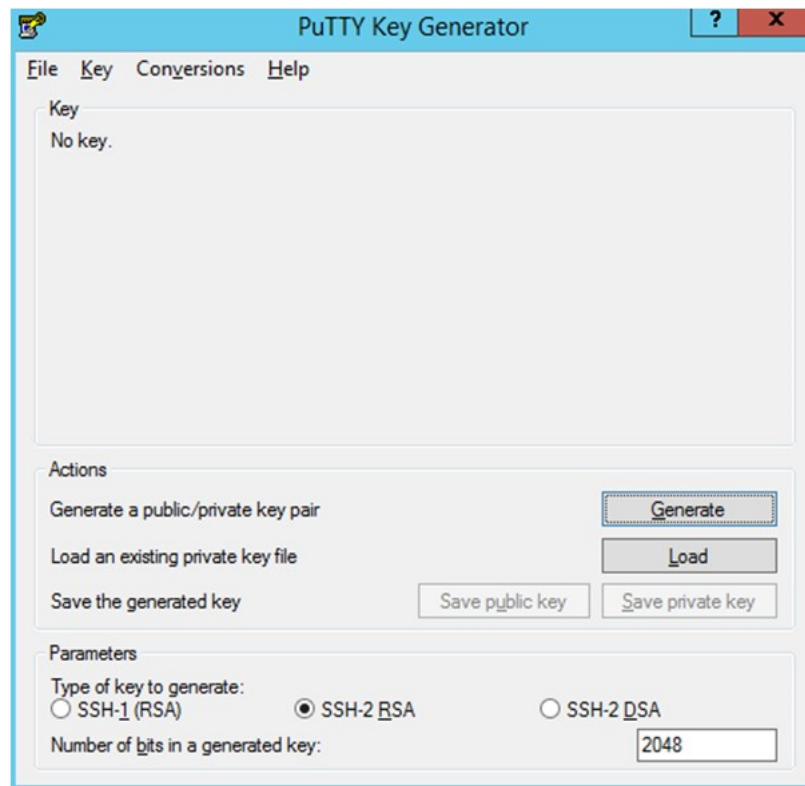 PuTTY Key Generator
? x
File Key Conversions Help
Key
No key.
Actions
Generate a public/private key pair Generate
Load an existing private key file Load
Save the generated key Save public key Save private key
Parameters
Type of key to generate:
SSH-1 (RSA) SSH-2 RSA SSH-2 DSA
Number of bits in a generated key: 2048